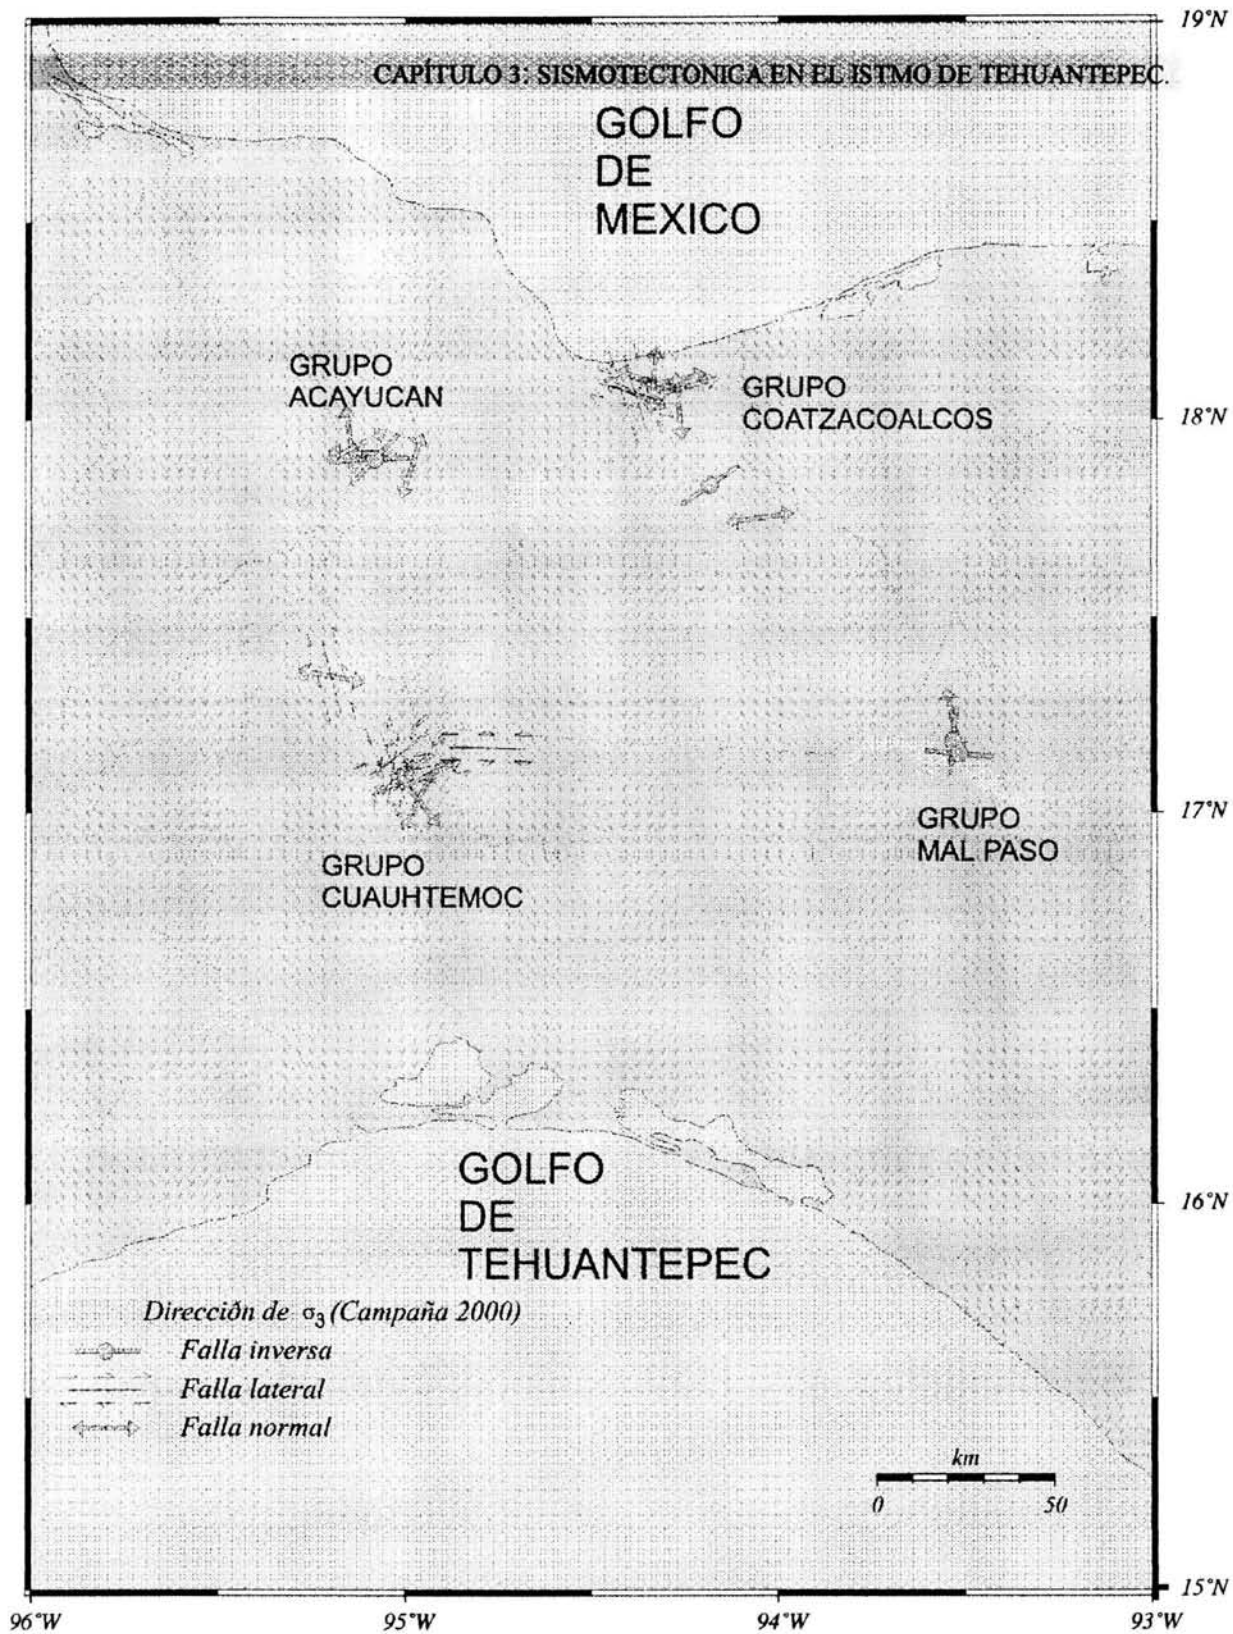 19°N
CAPÍTULO 3: SISMOTECTONICA EN EL ISTMO DE TEHUANTEPEC.
GOLFO
DE
MEXICO
GRUPO
ACAYUCAN
GRUPO
COATZACOALCOS
18°N
17°N
GRUPO
MAL PASO
GRUPO
CUAUHTEMOC
16°N
GOLFO
DE
TEHUANTEPEC
Dirección de σ3 (Campaña 2000)
Falla inversa
Falla lateral
Falla normal
km
0 50
15°N
96°W 95°W 94°W 93°W